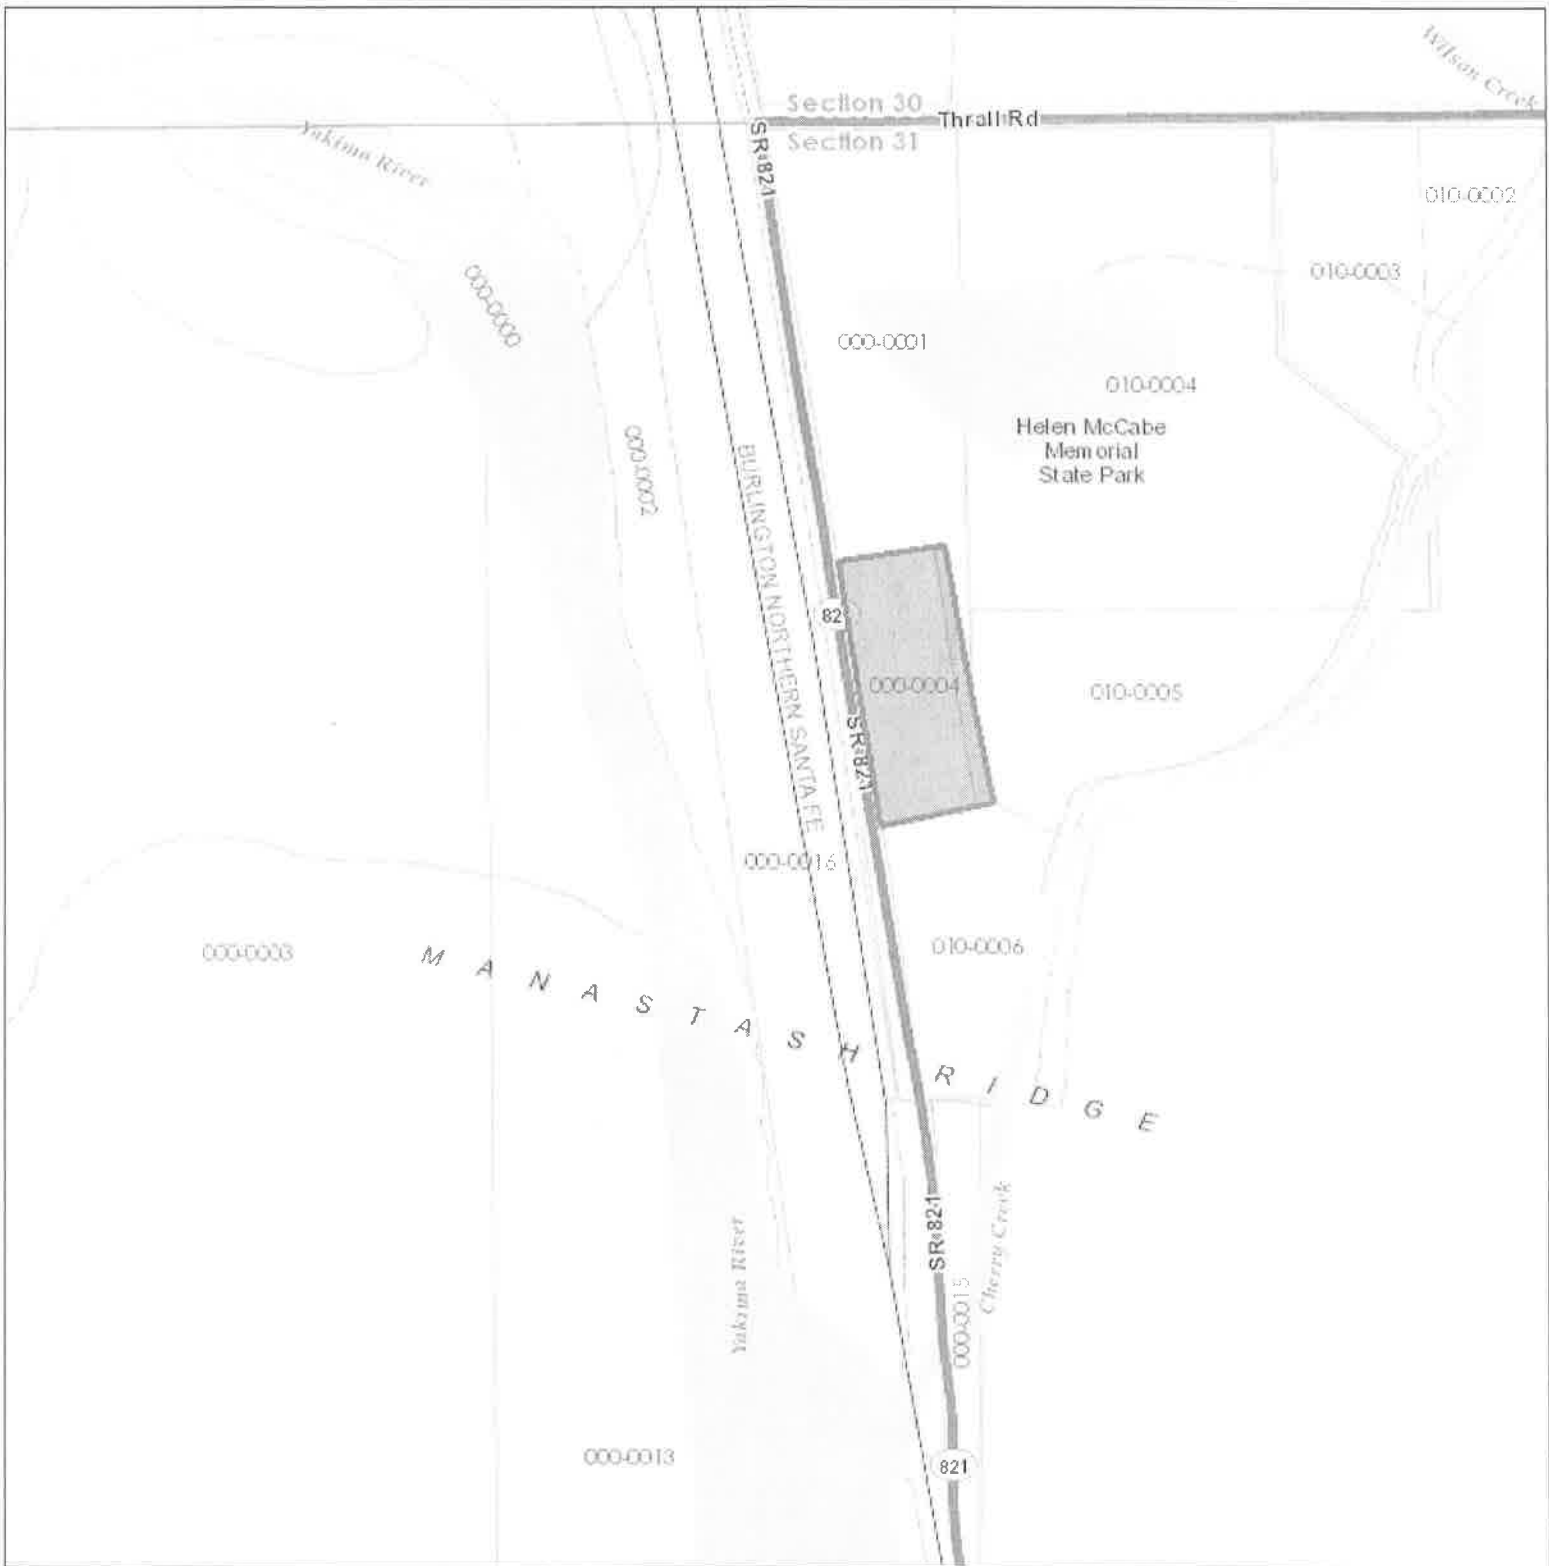 Wilson Creek
Section 30
Thrall Rd
Section 31
Yakima River
SR 821
010-0002
010-0003
000-0000
000-0001
010-0004
Helen McCabe
Memorial
State Park
000-0002
BURLINGTON NORTHERN SANTA FE
82
000-0004
010-0005
SR 821
000-0016
010-0006
000-0003
MANASTASH RIDGE
SR 821
Cherry Creek
Yakima River
000-0015
000-0013
821